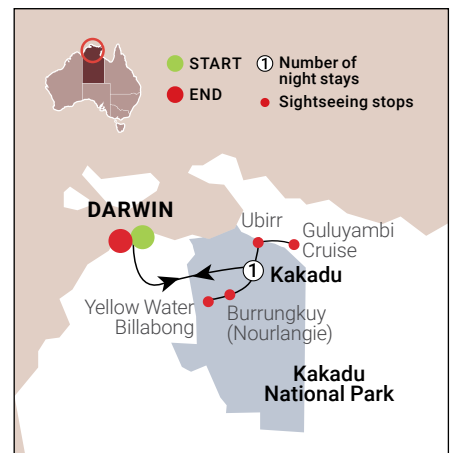 START
END
1
Number of
night stays
Sightseeing stops
DARWIN
Ubirr
Guluyambi
Cruise
1
Kakadu
Yellow Water
Billabong
Burrungkuy
(Nourlangie)
Kakadu
National Park